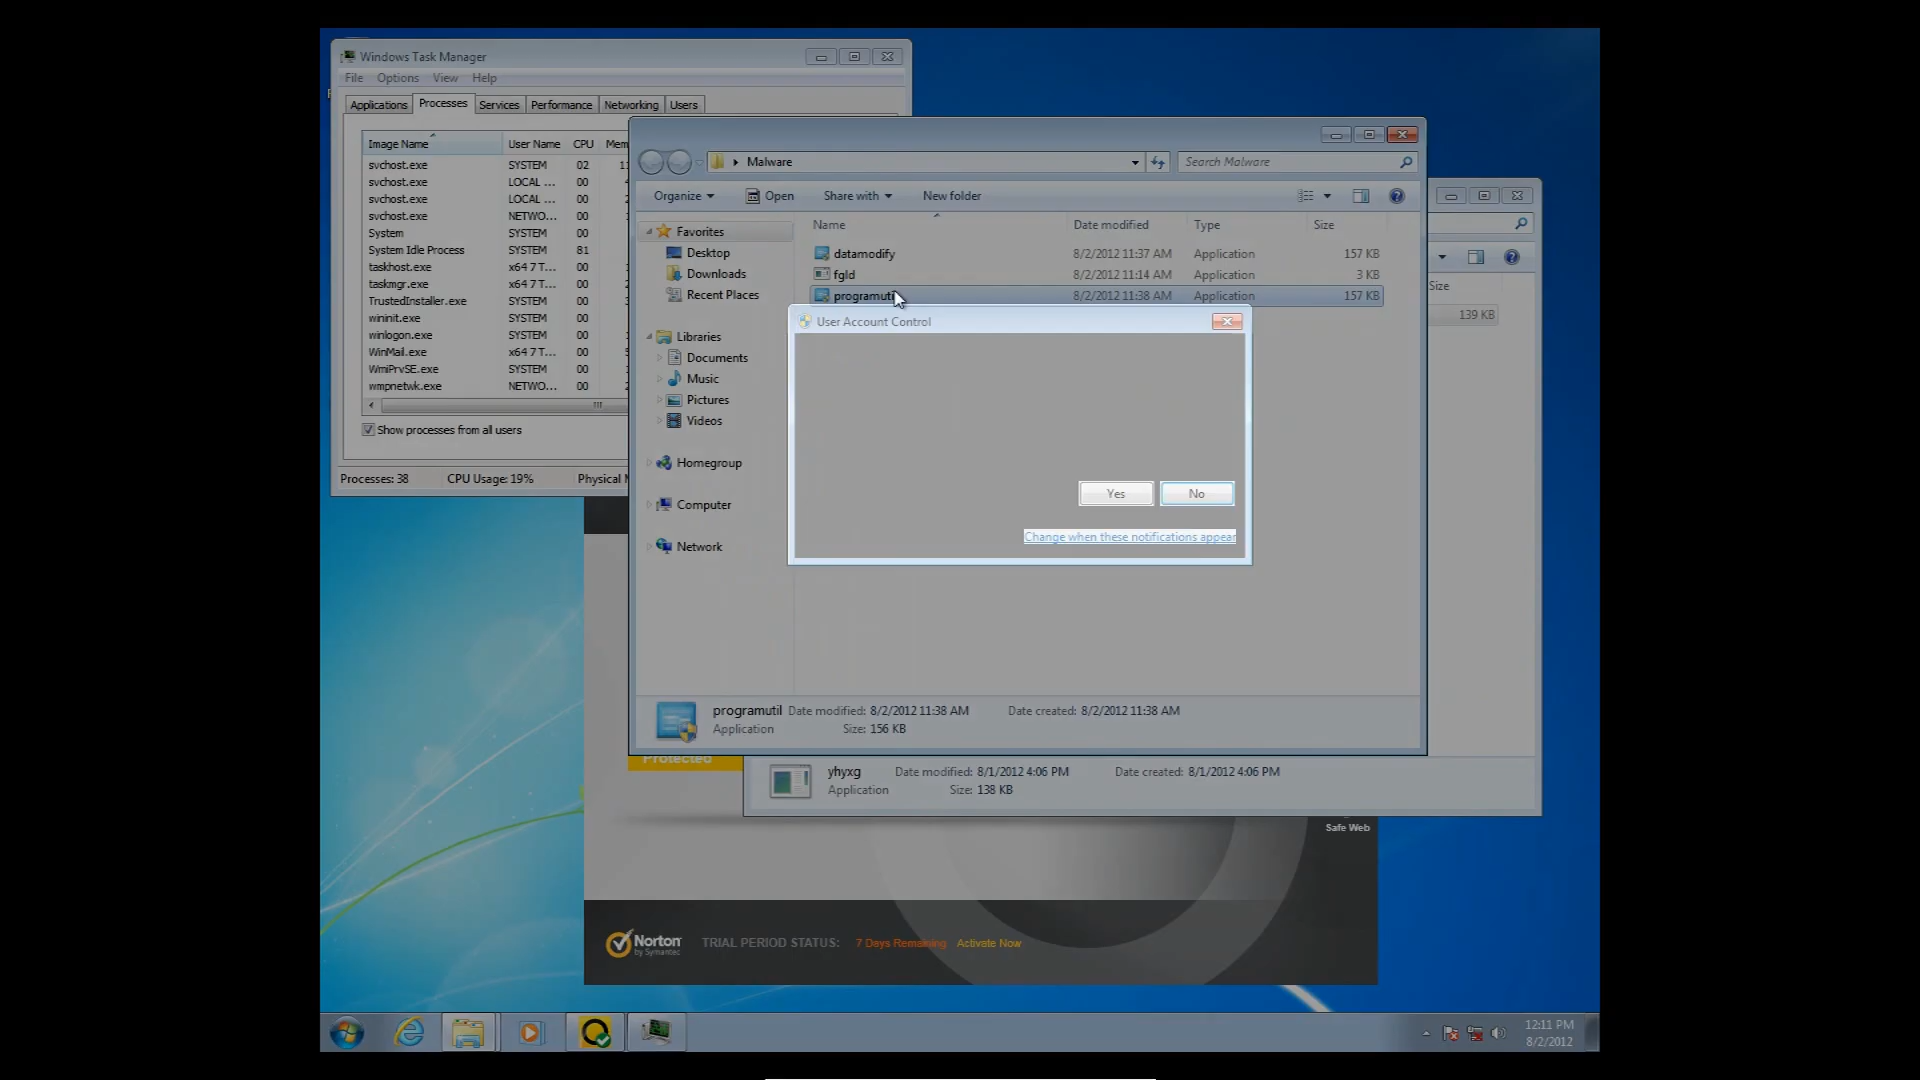 Windows Task Manager
File Options View Help
Applications Processes Services Performance Networking Users
Image Name User Name CPU Mem
svchost.exe SYSTEM 02
svchost.exe LOCAL ... 00
svchost.exe LOCAL ... 00
svchost.exe NETWO... 00
System SYSTEM 00
System Idle Process SYSTEM 81
taskhost.exe x64 7 T... 00
taskmgr.exe x64 7 T... 00
TrustedInstaller.exe SYSTEM 00
wininit.exe SYSTEM 00
winlogon.exe SYSTEM 00
WinMail.exe x64 7 T... 00
WmiPrvSE.exe SYSTEM 00
wmpnetwk.exe NETWO... 00
Show processes from all users
Processes: 38 CPU Usage: 19% Physical
Malware
Search Malware
Organize Open Share with New folder
Name Date modified Type Size
datamodify 8/2/2012 11:37 AM Application 157 KB
fgld 8/2/2012 11:14 AM Application 3 KB
programutil 8/2/2012 11:38 AM Application 157 KB
Favorites
Desktop
Downloads
Recent Places
Libraries
Documents
Music
Pictures
Videos
Homegroup
Computer
Network
User Account Control
Yes No
Change when these notifications appear
programutil Date modified: 8/2/2012 11:38 AM Date created: 8/2/2012 11:38 AM
Application Size: 156 KB
Size
139 KB
Protected
yhyxg Date modified: 8/1/2012 4:06 PM Date created: 8/1/2012 4:06 PM
Application Size: 138 KB
Safe Web
Norton
by Symantec
TRIAL PERIOD STATUS: 7 Days Remaining Activate Now
12:11 PM
8/2/2012